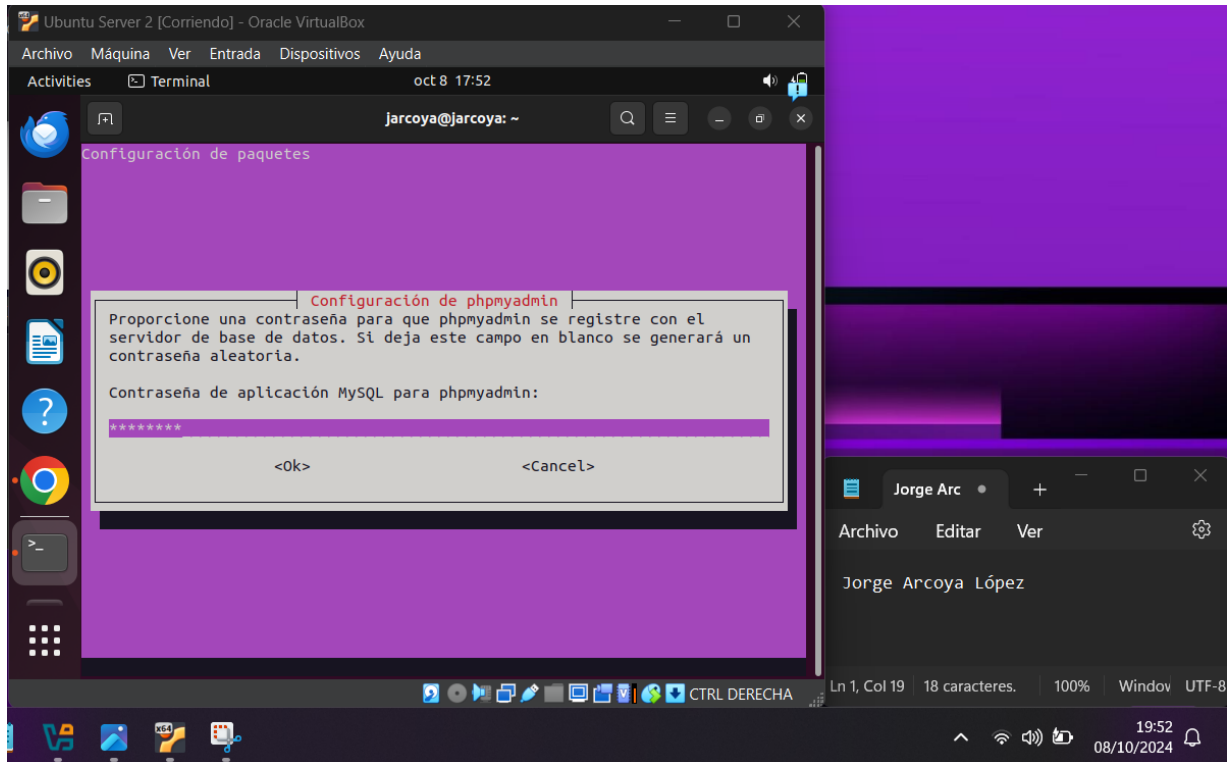 Ubuntu Server 2 [Corriendo] - Oracle VirtualBox
Archivo Máquina Ver Entrada Dispositivos Ayuda
Activities Terminal oct 8 17:52
jarcoya@jarcoya: ~
Configuración de paquetes
Configuración de phpmyadmin
Proporcione una contraseña para que phpmyadmin se registre con el
servidor de base de datos. Si deja este campo en blanco se generará un
contraseña aleatoria.
Contraseña de aplicación MySQL para phpmyadmin:
********
<Ok> <Cancel>
CTRL DERECHA
Jorge Arc
Archivo Editar Ver
Jorge Arcoya López
Ln 1, Col 19 18 caracteres. 100% Window UTF-8
19:52
08/10/2024